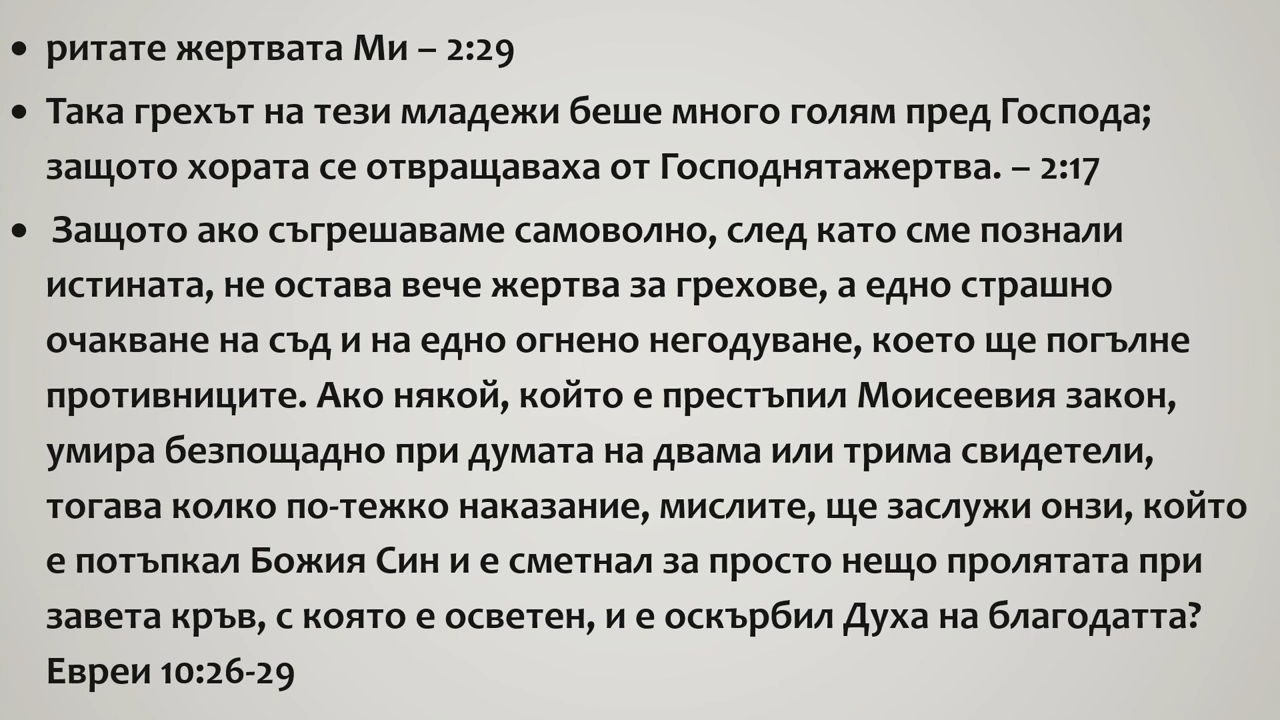 • ритате жертвата Ми – 2:29
• Така грехът на тези младежи беше много голям пред Господа;
защото хората се отвращаваха от Господнятажертва. – 2:17
• Защото ако съгрешаваме самоволно, след като сме познали
истината, не остава вече жертва за грехове, а едно страшно
очакване на съд и на едно огнено негодуване, което ще погълне
противниците. Ако някой, който е престъпил Моисеевия закон,
умира безпощадно при думата на двама или трима свидетели,
тогава колко по-тежко наказание, мислите, ще заслужи онзи, който
е потъпкал Божия Син и е сметнал за просто нещо пролятата при
завета кръв, с която е осветен, и е оскърбил Духа на благодатта?
Евреи 10:26-29